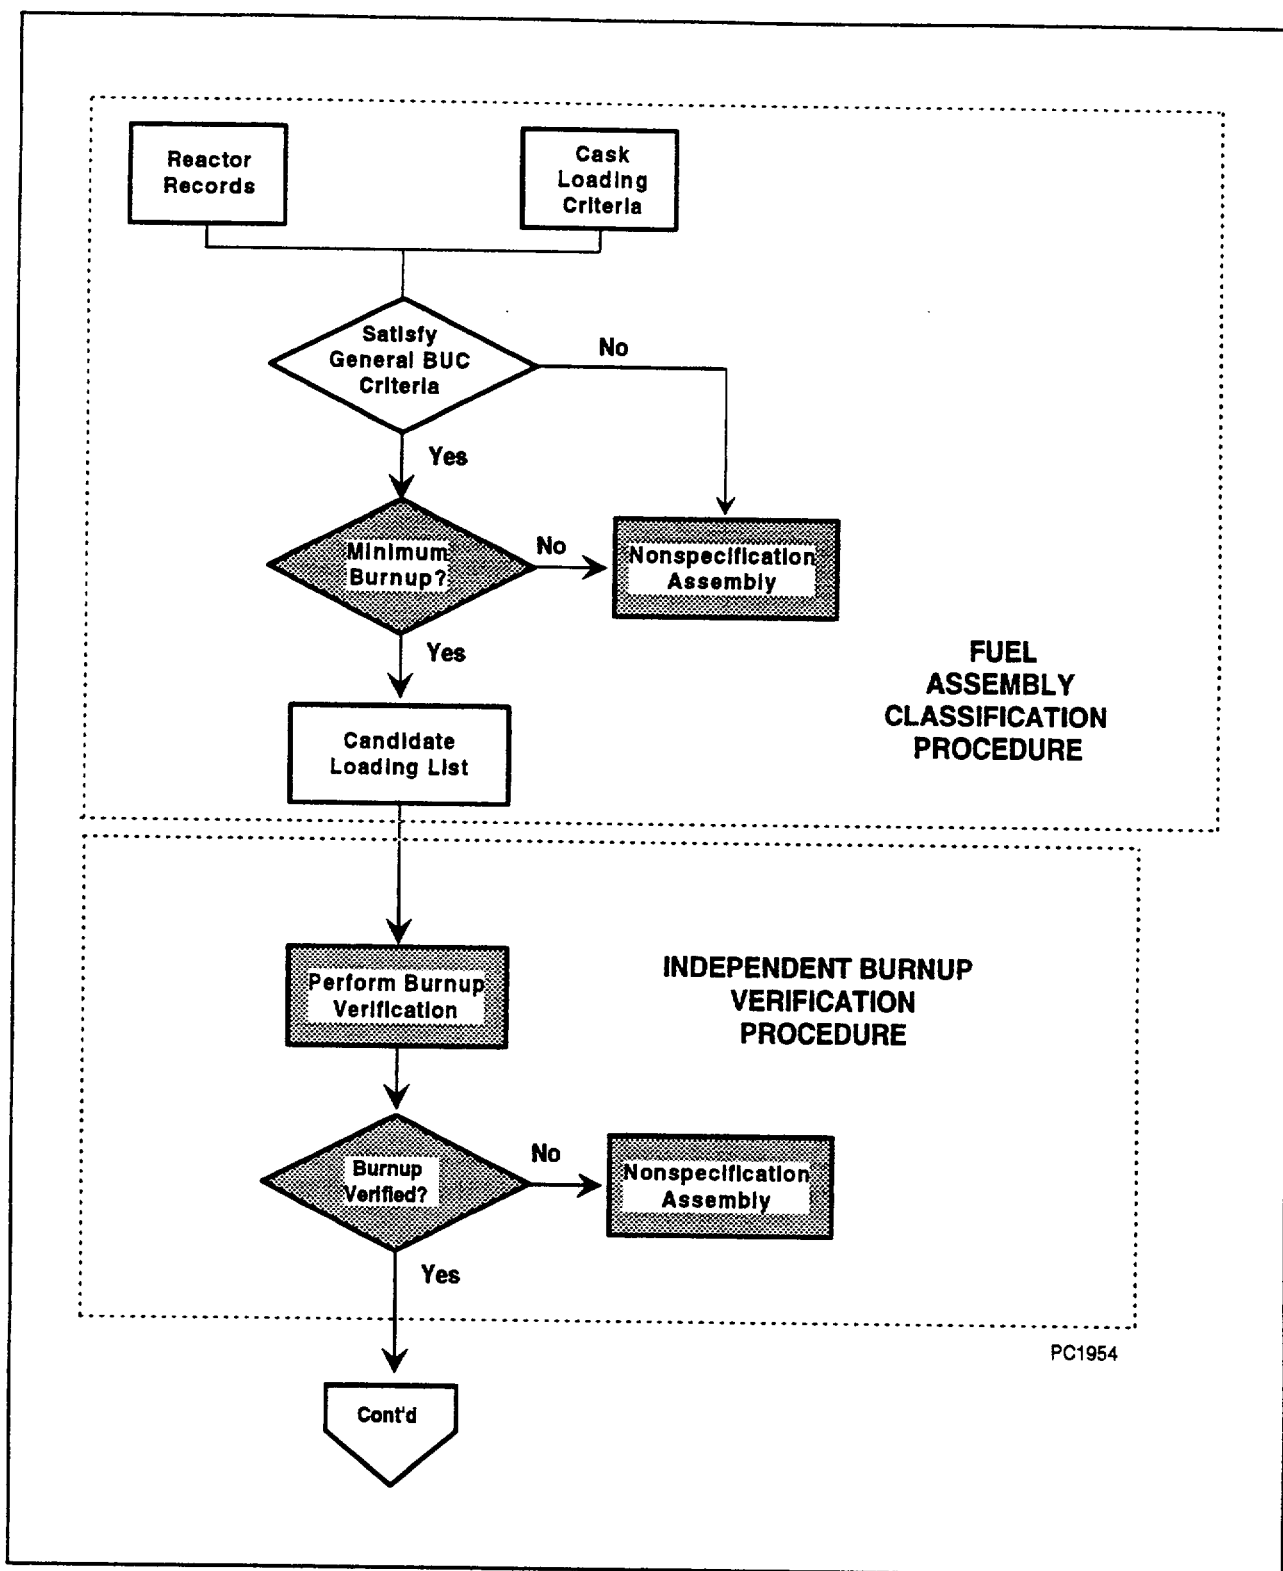 Reactor
Records
Cask
Loading
Criteria
Satisfy
General BUC
Criteria
No
Yes
Minimum
Burnup?
No
Nonspecification
Assembly
Yes
Candidate
Loading List
FUEL
ASSEMBLY
CLASSIFICATION
PROCEDURE
Perform Burnup
Verification
INDEPENDENT BURNUP
VERIFICATION
PROCEDURE
Burnup
Verified?
No
Nonspecification
Assembly
Yes
PC1954
Cont'd